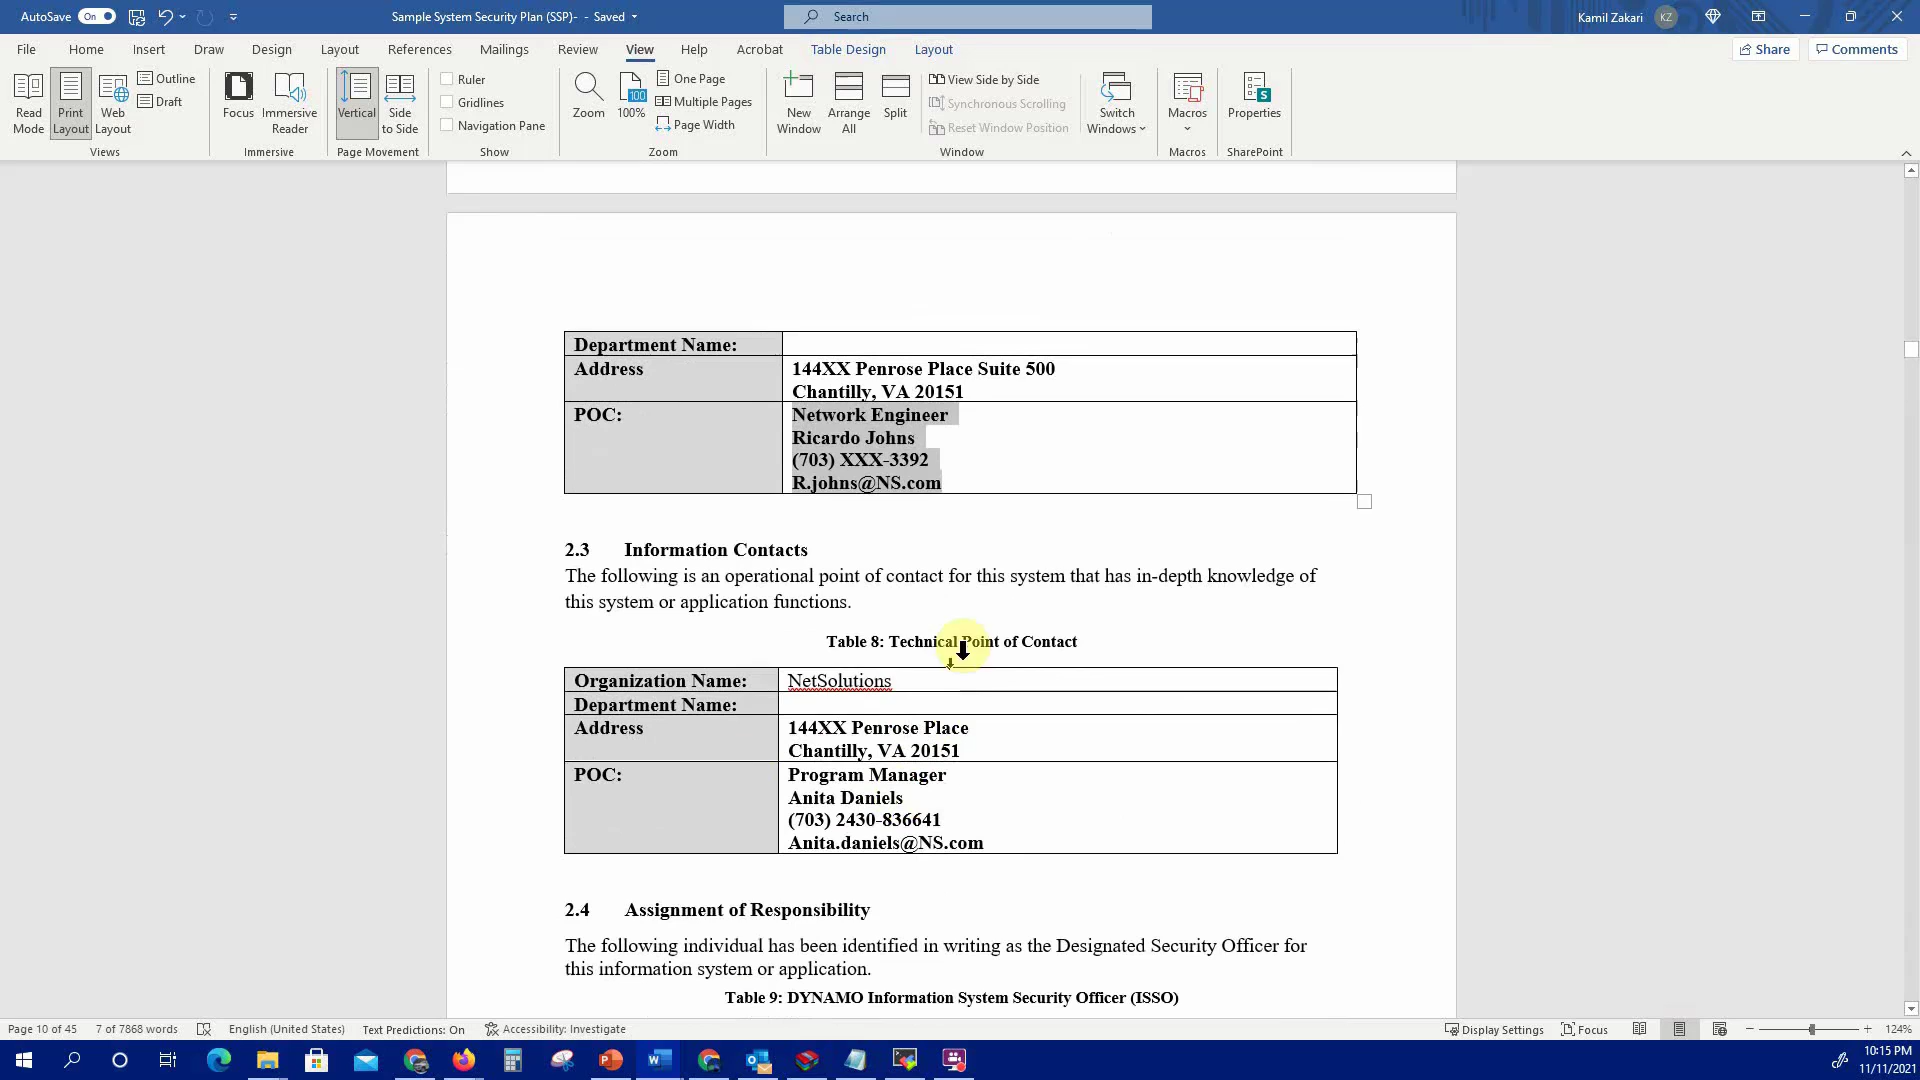 AutoSave On Sample System Security Plan (SSP)- - Saved Search Kamil Zakari KZ
File Home Insert Draw Design Layout References Mailings Review View Help Acrobat Table Design Layout Share Comments
Read Mode
Print Layout
Web Layout
Outline
Draft
Views
Focus
Immersive Reader
Immersive
Vertical
Side to Side
Page Movement
Ruler
Gridlines
Navigation Pane
Show
Zoom
100
100%
One Page
Multiple Pages
Page Width
Zoom
New Window
Arrange All
Split
View Side by Side
Synchronous Scrolling
Reset Window Position
Switch Windows
Window
Macros
Macros
Properties
SharePoint
Department Name:
Address 144XX Penrose Place Suite 500
Chantilly, VA 20151
POC: Network Engineer
Ricardo Johns
(703) XXX-3392
R.johns@NS.com
2.3 Information Contacts
The following is an operational point of contact for this system that has in-depth knowledge of
this system or application functions.
Table 8: Technical Point of Contact
Organization Name: NetSolutions
Department Name:
Address 144XX Penrose Place
Chantilly, VA 20151
POC: Program Manager
Anita Daniels
(703) 2430-836641
Anita.daniels@NS.com
2.4 Assignment of Responsibility
The following individual has been identified in writing as the Designated Security Officer for
this information system or application.
Table 9: DYNAMO Information System Security Officer (ISSO)
Page 10 of 45 7 of 7868 words English (United States) Text Predictions: On Accessibility: Investigate Display Settings Focus 124%
10:15 PM
11/11/2021